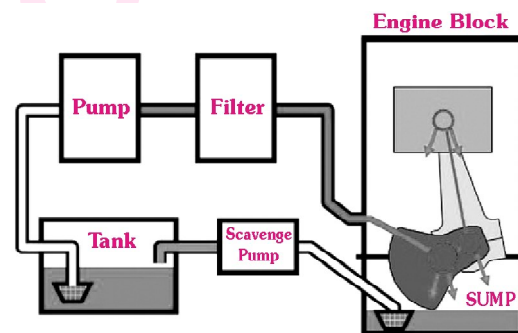 Engine Block
Pump
Filter
Tank
Scavenge
Pump
SUMP